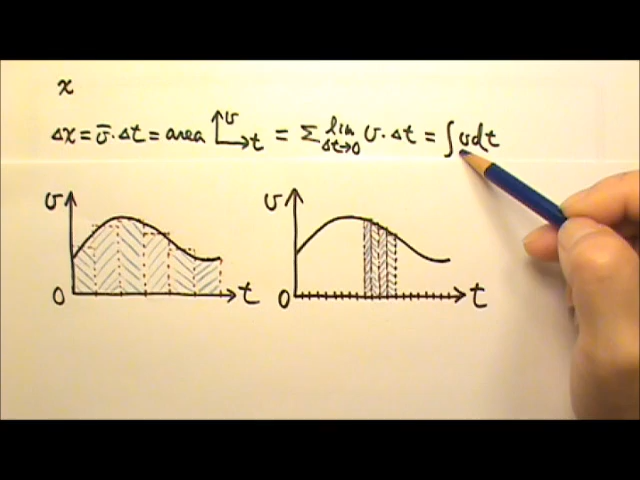 x
Δx = v̅ · Δt = area v t = Σ lim Δt→0 v · Δt = ∫ v dt
v v
0 t 0 t